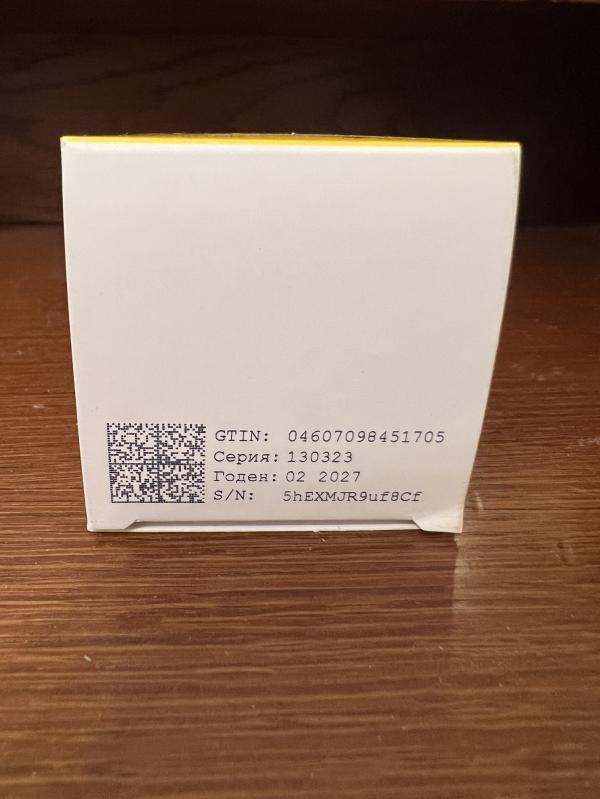 GTIN: 04607098451705
Серия: 130323
Годен: 02 2027
S/N: 5hEXMJR9uf8Cf